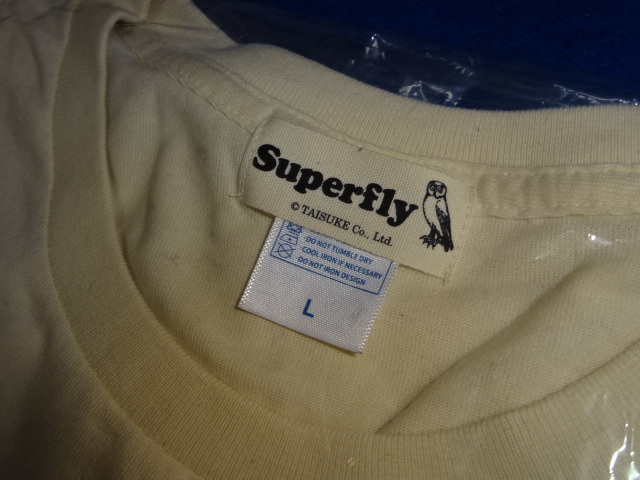 Superfly
© TAISUKE Co., Ltd.
DO NOT TUMBLE DRY
COOL IRON IF NECESSARY
DO NOT IRON DESIGN
L